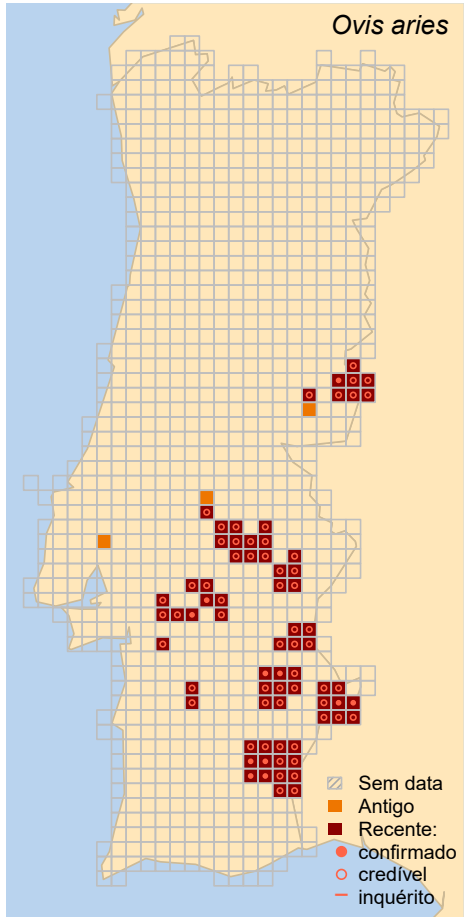 Ovis aries
Sem data
Antigo
Recente:
confirmado
credível
inquérito